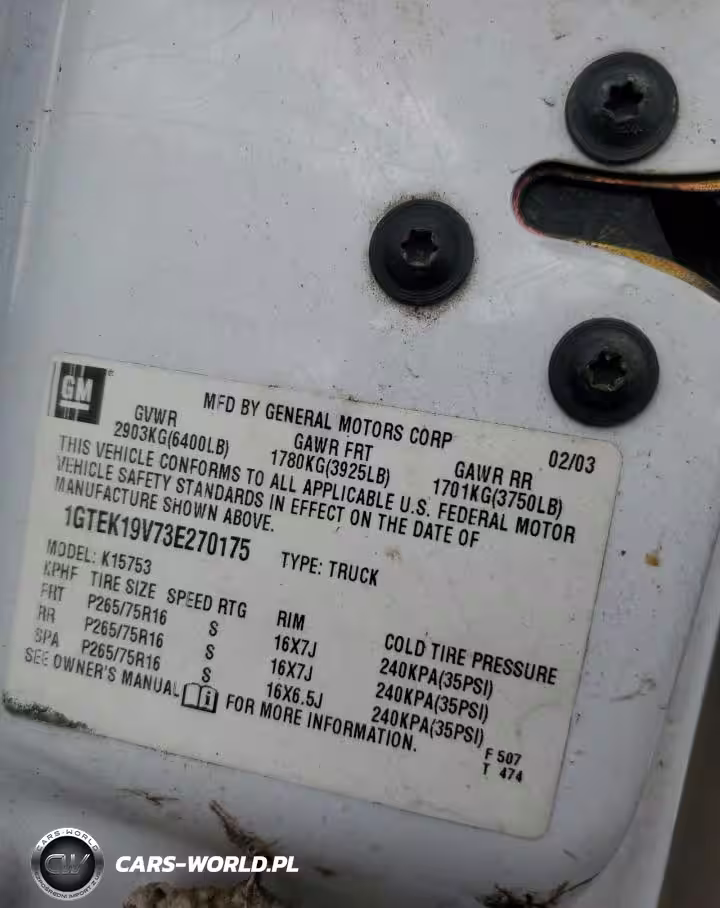 GM
MFD BY GENERAL MOTORS CORP
02/03
GVWR GAWR FRT GAWR RR
2903KG(6400LB) 1780KG(3925LB) 1701KG(3750LB)
THIS VEHICLE CONFORMS TO ALL APPLICABLE U.S. FEDERAL MOTOR
VEHICLE SAFETY STANDARDS IN EFFECT ON THE DATE OF
MANUFACTURE SHOWN ABOVE.
1GTEK19V73E270175 TYPE: TRUCK
MODEL: K15753
KPHF TIRE SIZE SPEED RTG RIM COLD TIRE PRESSURE
FRT P265/75R16 S 16X7J 240KPA(35PSI)
RR P265/75R16 S 16X7J 240KPA(35PSI)
SPA P265/75R16 S 16X6.5J 240KPA(35PSI)
SEE OWNER'S MANUAL i FOR MORE INFORMATION.
F 507
T 474
CARS-WORLD
CW
CARS-WORLD.PL